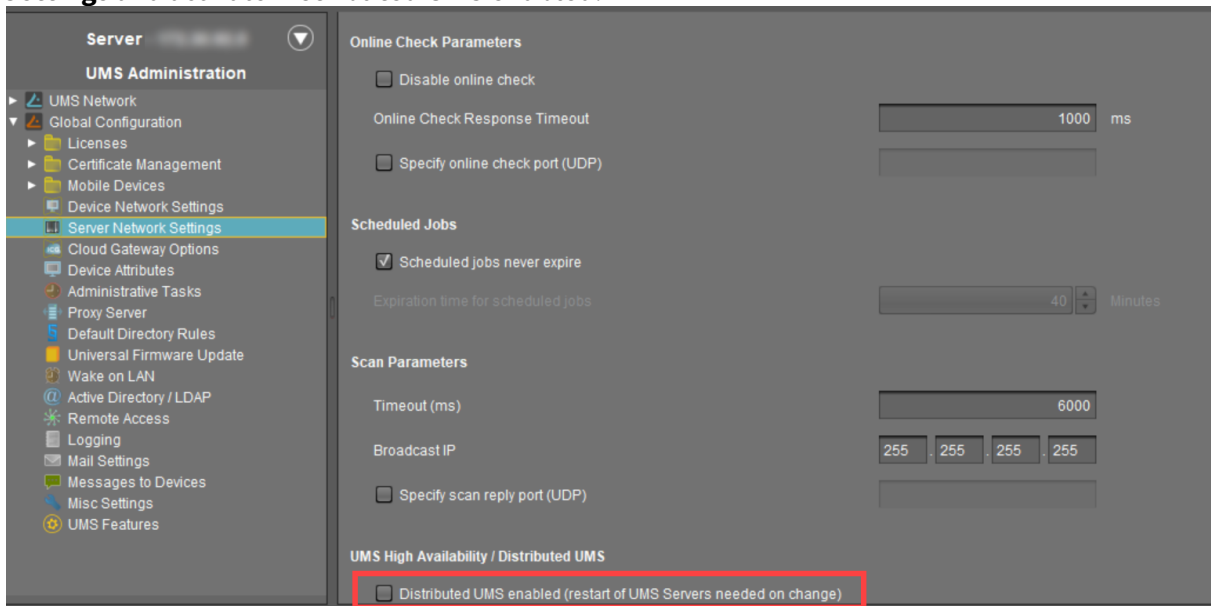 Server
UMS Administration
UMS Network
Global Configuration
Licenses
Certificate Management
Mobile Devices
Device Network Settings
Server Network Settings
Cloud Gateway Options
Device Attributes
Administrative Tasks
Proxy Server
Default Directory Rules
Universal Firmware Update
Wake on LAN
Active Directory / LDAP
Remote Access
Logging
Mail Settings
Messages to Devices
Misc Settings
UMS Features
Online Check Parameters
Disable online check
Online Check Response Timeout 1000 ms
Specify online check port (UDP)
Scheduled Jobs
Scheduled jobs never expire
Expiration time for scheduled jobs 40 Minutes
Scan Parameters
Timeout (ms) 6000
Broadcast IP 255 . 255 . 255 . 255
Specify scan reply port (UDP)
UMS High Availability / Distributed UMS
Distributed UMS enabled (restart of UMS Servers needed on change)